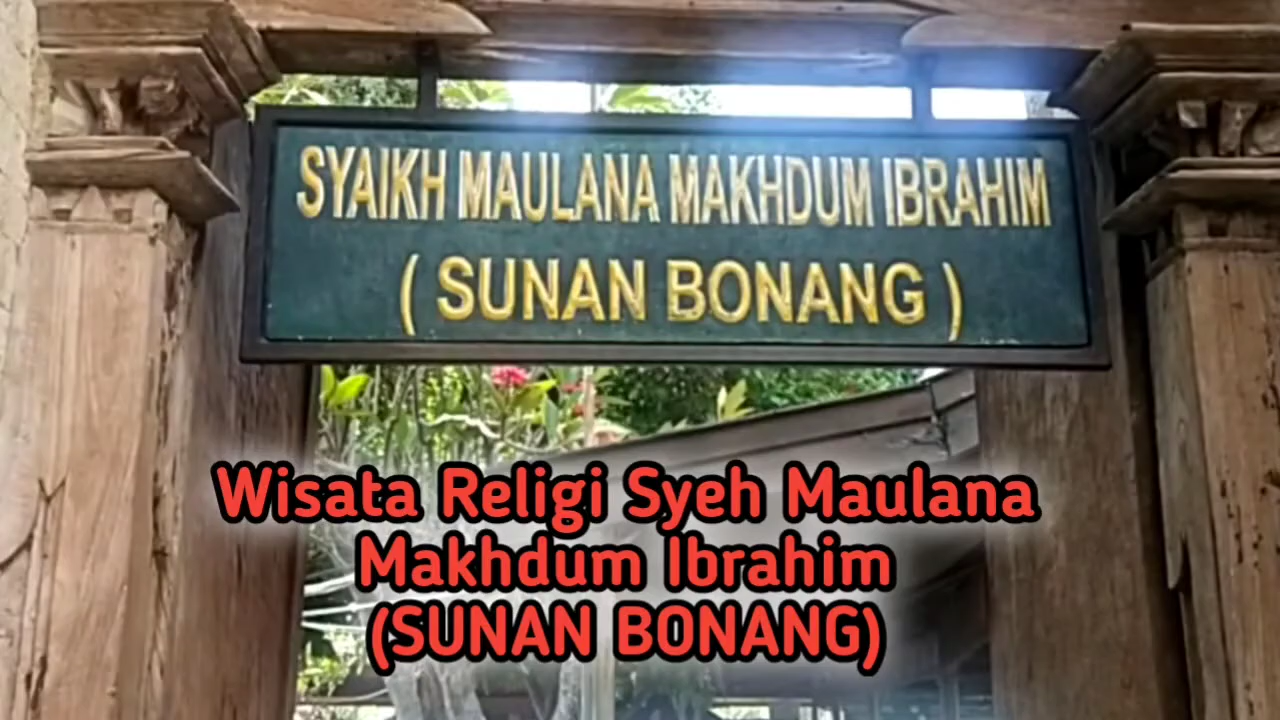 SYAIKH MAULANA MAKHDUM IBRAHIM
( SUNAN BONANG )
Wisata Religi Syeh Maulana
Makhdum Ibrahim
(SUNAN BONANG)